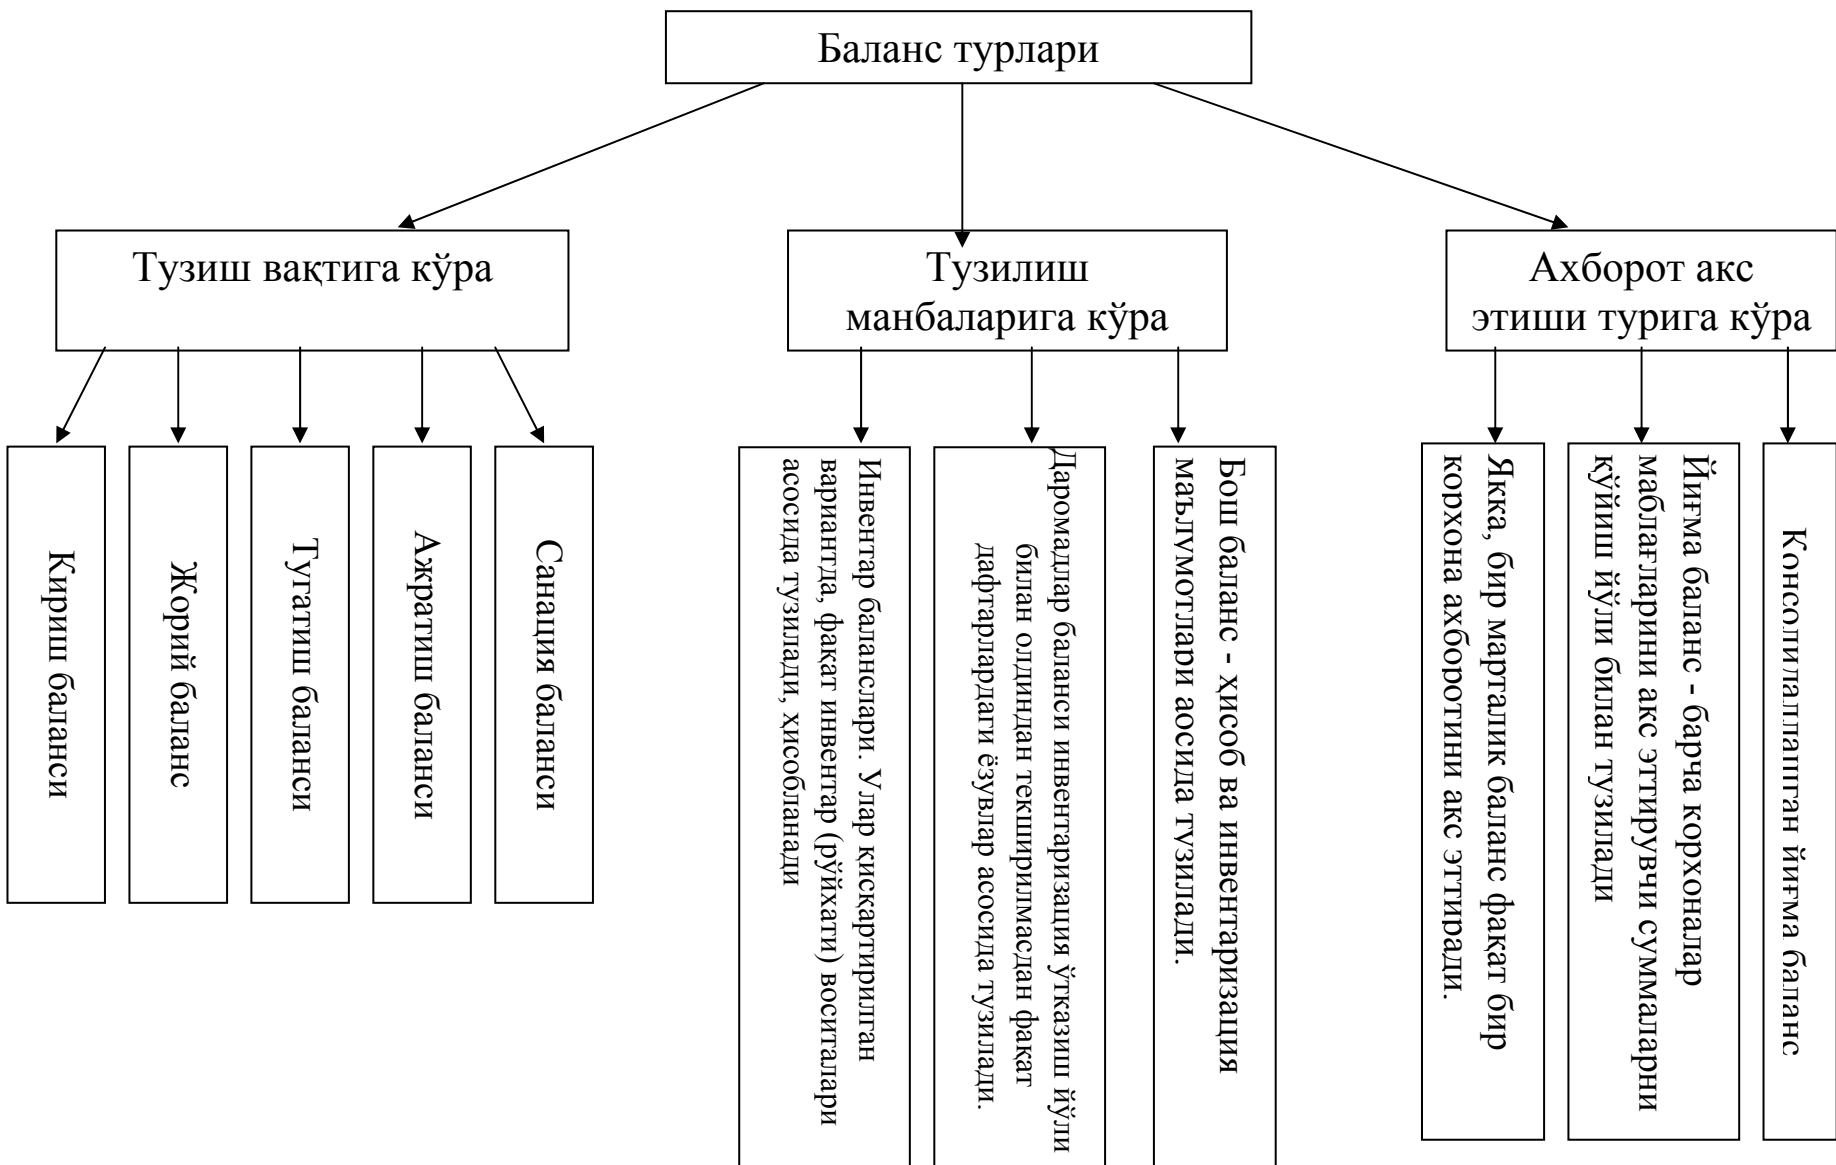 Баланс турлари
Тузиш вақтига кўра
Тузилиш
манбаларига кўра
Ахборот акс
этиши турига кўра
Кириш баланси
Жорий баланс
Тугатиш баланси
Ажратиш баланси
Санация баланси
Инвентар баланслари. Улар қисқартирилган
вариантда, фақат инвентар (рўйхати) воситалари
асосида тузилади, ҳисобланади
Даромадлар баланси инвентаризация ўтказиш йўли
билан олдиндан текширилмасдан фақат
дафтарлардаги ёзувлар асосида тузилади.
Бош баланс - ҳисоб ва инвентаризация
маълумотлари аосида тузилади.
Якка, бир марталик баланс фақат бир
корхона ахборотини акс эттиради.
Йиғма баланс - барча корхоналар
маблағларини акс эттирувчи суммаларни
қўйиш йўли билан тузилади
йиғма баланс